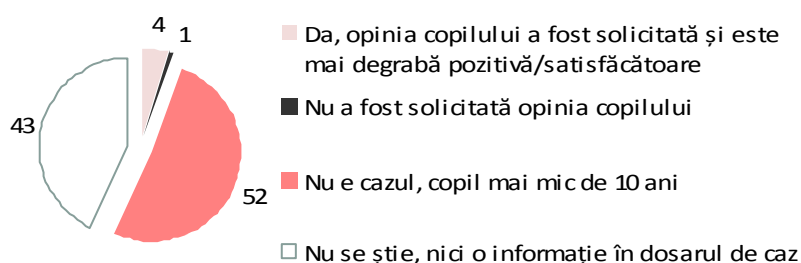 4
1
43
52
Da, opinia copilului a fost solicitată și este
mai degrabă pozitivă/satisfăcătoare
Nu a fost solicitată opinia copilului
Nu e cazul, copil mai mic de 10 ani
Nu se știe, nici o informație în dosarul de caz